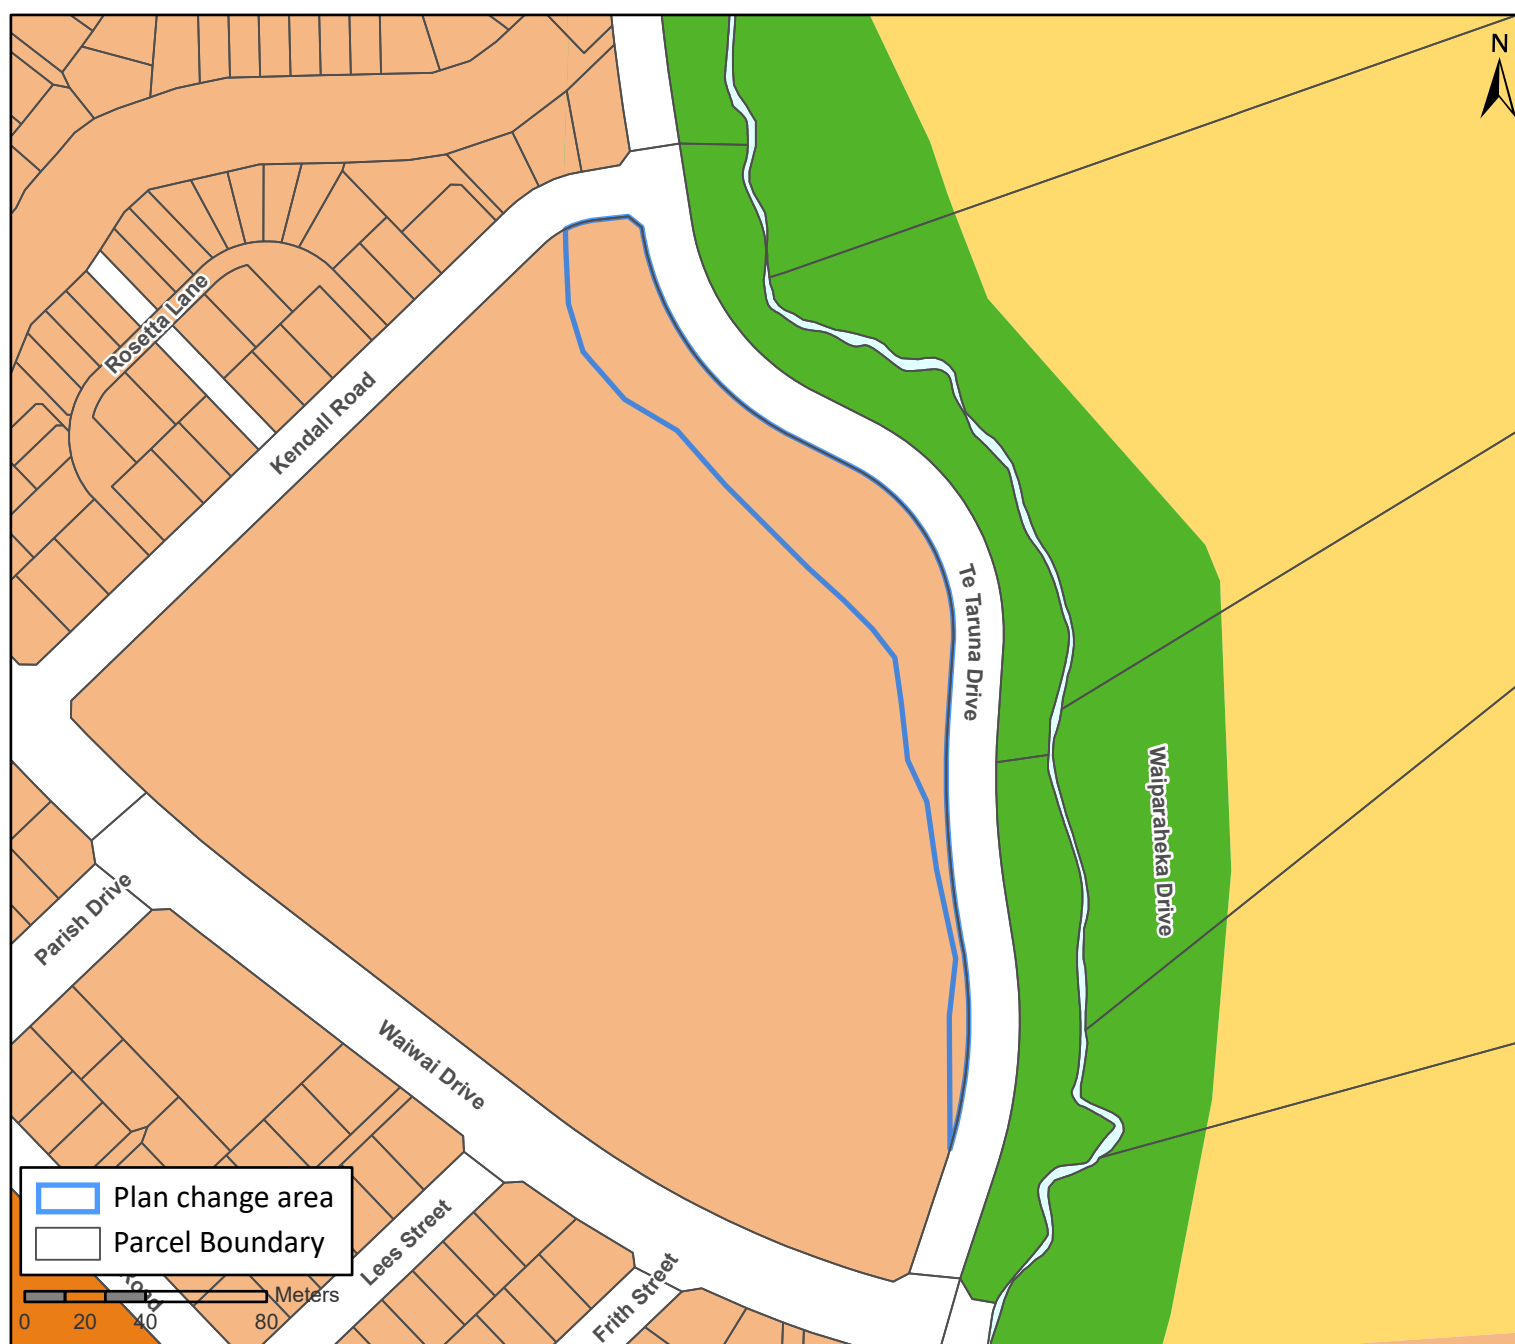 N
Rosetta Lane
Kendall Road
Te Taruna Drive
Waiparaheka Drive
Parish Drive
Waiwai Drive
Lees Street
Frith Street
Road
Plan change area
Parcel Boundary
Meters
0 20 40 80